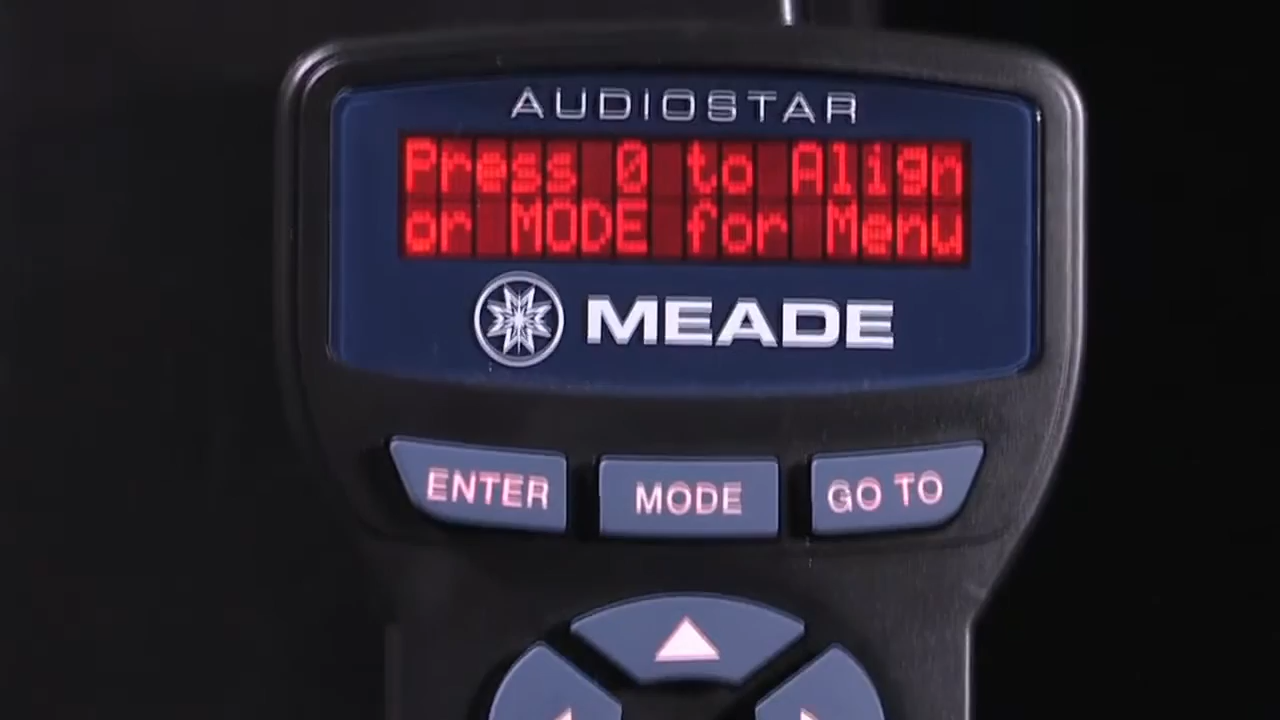 AUDIOSTAR
Press 0 to Align
or MODE for Menu
MEADE
ENTER MODE GO TO